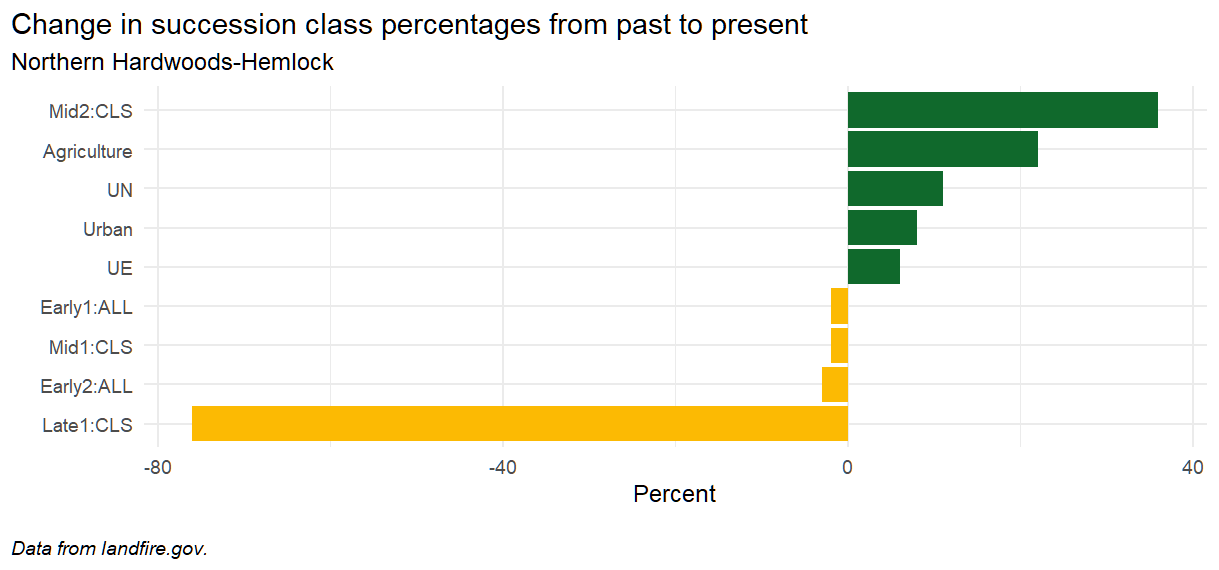 Change in succession class percentages from past to present
Northern Hardwoods-Hemlock
Mid2:CLS
Agriculture
UN
Urban
UE
Early1:ALL
Mid1:CLS
Early2:ALL
Late1:CLS
-80 -40 0 40
Percent
Data from landfire.gov.